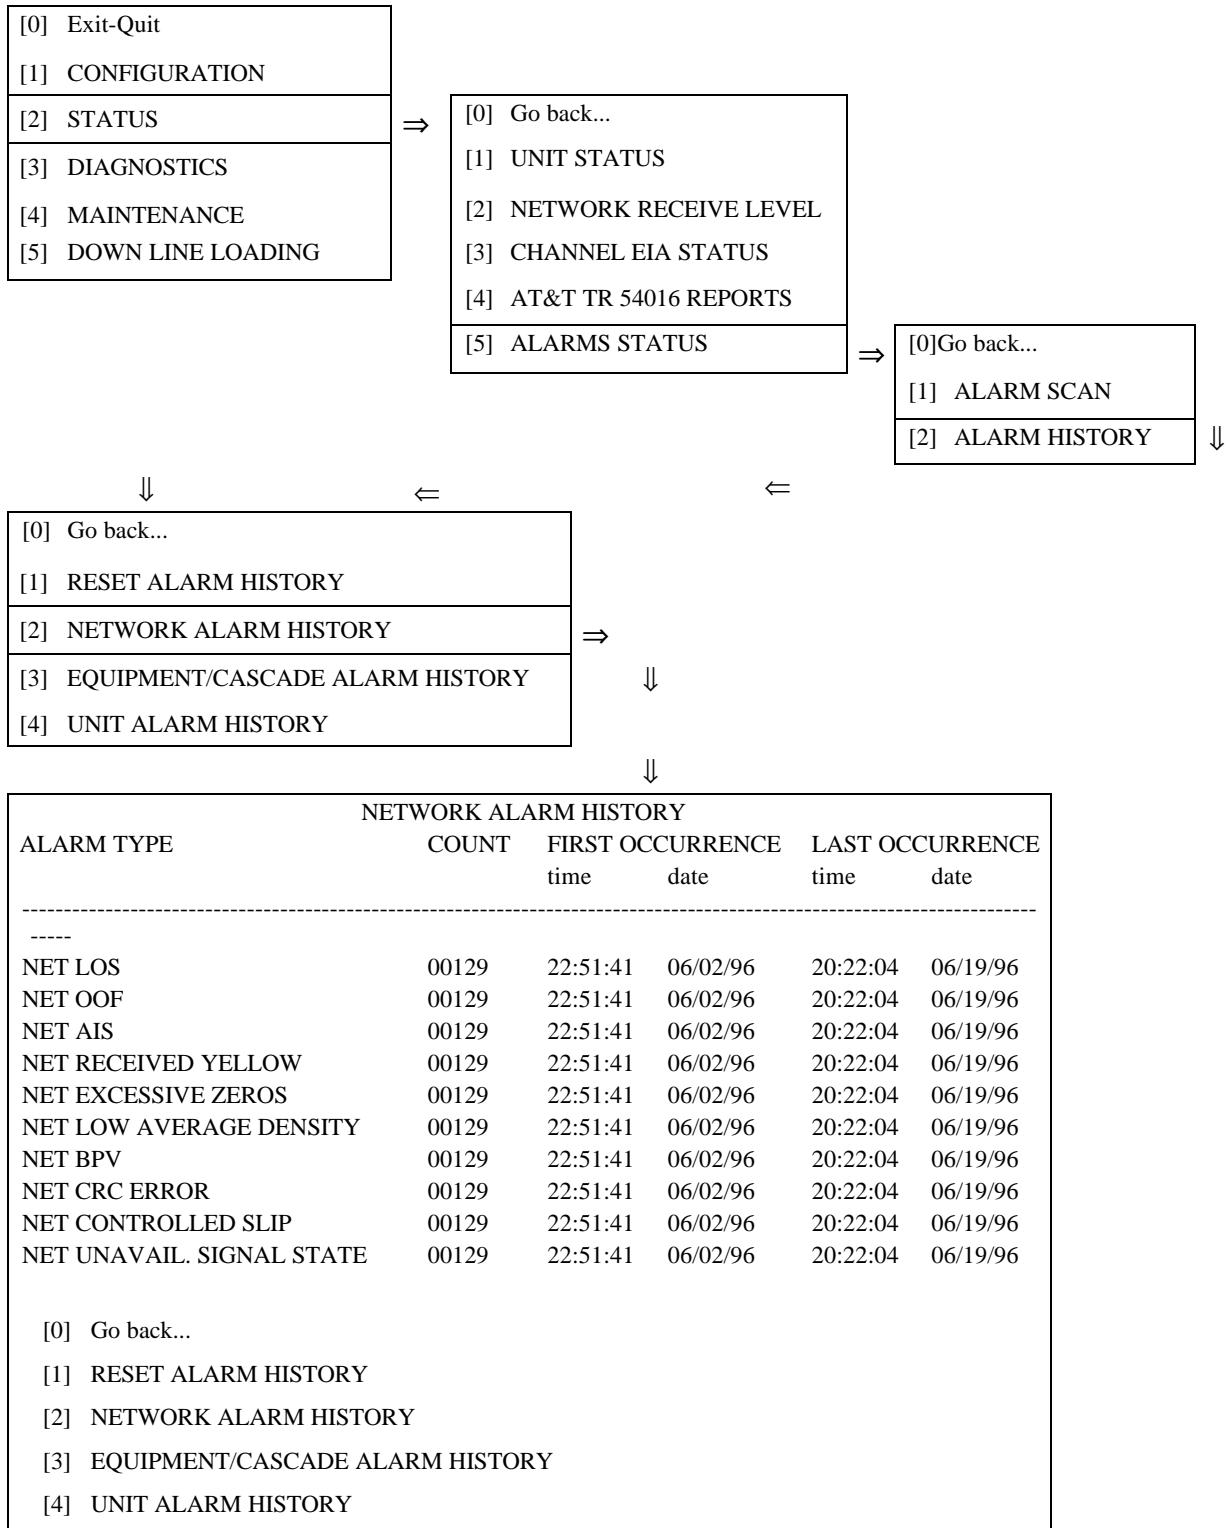 [0] Exit-Quit
[1] CONFIGURATION
[2] STATUS
[3] DIAGNOSTICS
[4] MAINTENANCE
[5] DOWN LINE LOADING
⇒
[0] Go back...
[1] UNIT STATUS
[2] NETWORK RECEIVE LEVEL
[3] CHANNEL EIA STATUS
[4] AT&T TR 54016 REPORTS
[5] ALARMS STATUS
⇒
[0]Go back...
[1] ALARM SCAN
[2] ALARM HISTORY
⇓
⇓ ⇐ ⇐
[0] Go back...
[1] RESET ALARM HISTORY
[2] NETWORK ALARM HISTORY
⇒
[3] EQUIPMENT/CASCADE ALARM HISTORY
⇓
[4] UNIT ALARM HISTORY
⇓
NETWORK ALARM HISTORY
ALARM TYPE COUNT FIRST OCCURRENCE LAST OCCURRENCE
time date time date
---------------------------------------------------------------------------------------------------------------------------
-----
NET LOS 00129 22:51:41 06/02/96 20:22:04 06/19/96
NET OOF 00129 22:51:41 06/02/96 20:22:04 06/19/96
NET AIS 00129 22:51:41 06/02/96 20:22:04 06/19/96
NET RECEIVED YELLOW 00129 22:51:41 06/02/96 20:22:04 06/19/96
NET EXCESSIVE ZEROS 00129 22:51:41 06/02/96 20:22:04 06/19/96
NET LOW AVERAGE DENSITY 00129 22:51:41 06/02/96 20:22:04 06/19/96
NET BPV 00129 22:51:41 06/02/96 20:22:04 06/19/96
NET CRC ERROR 00129 22:51:41 06/02/96 20:22:04 06/19/96
NET CONTROLLED SLIP 00129 22:51:41 06/02/96 20:22:04 06/19/96
NET UNAVAIL. SIGNAL STATE 00129 22:51:41 06/02/96 20:22:04 06/19/96
[0] Go back...
[1] RESET ALARM HISTORY
[2] NETWORK ALARM HISTORY
[3] EQUIPMENT/CASCADE ALARM HISTORY
[4] UNIT ALARM HISTORY